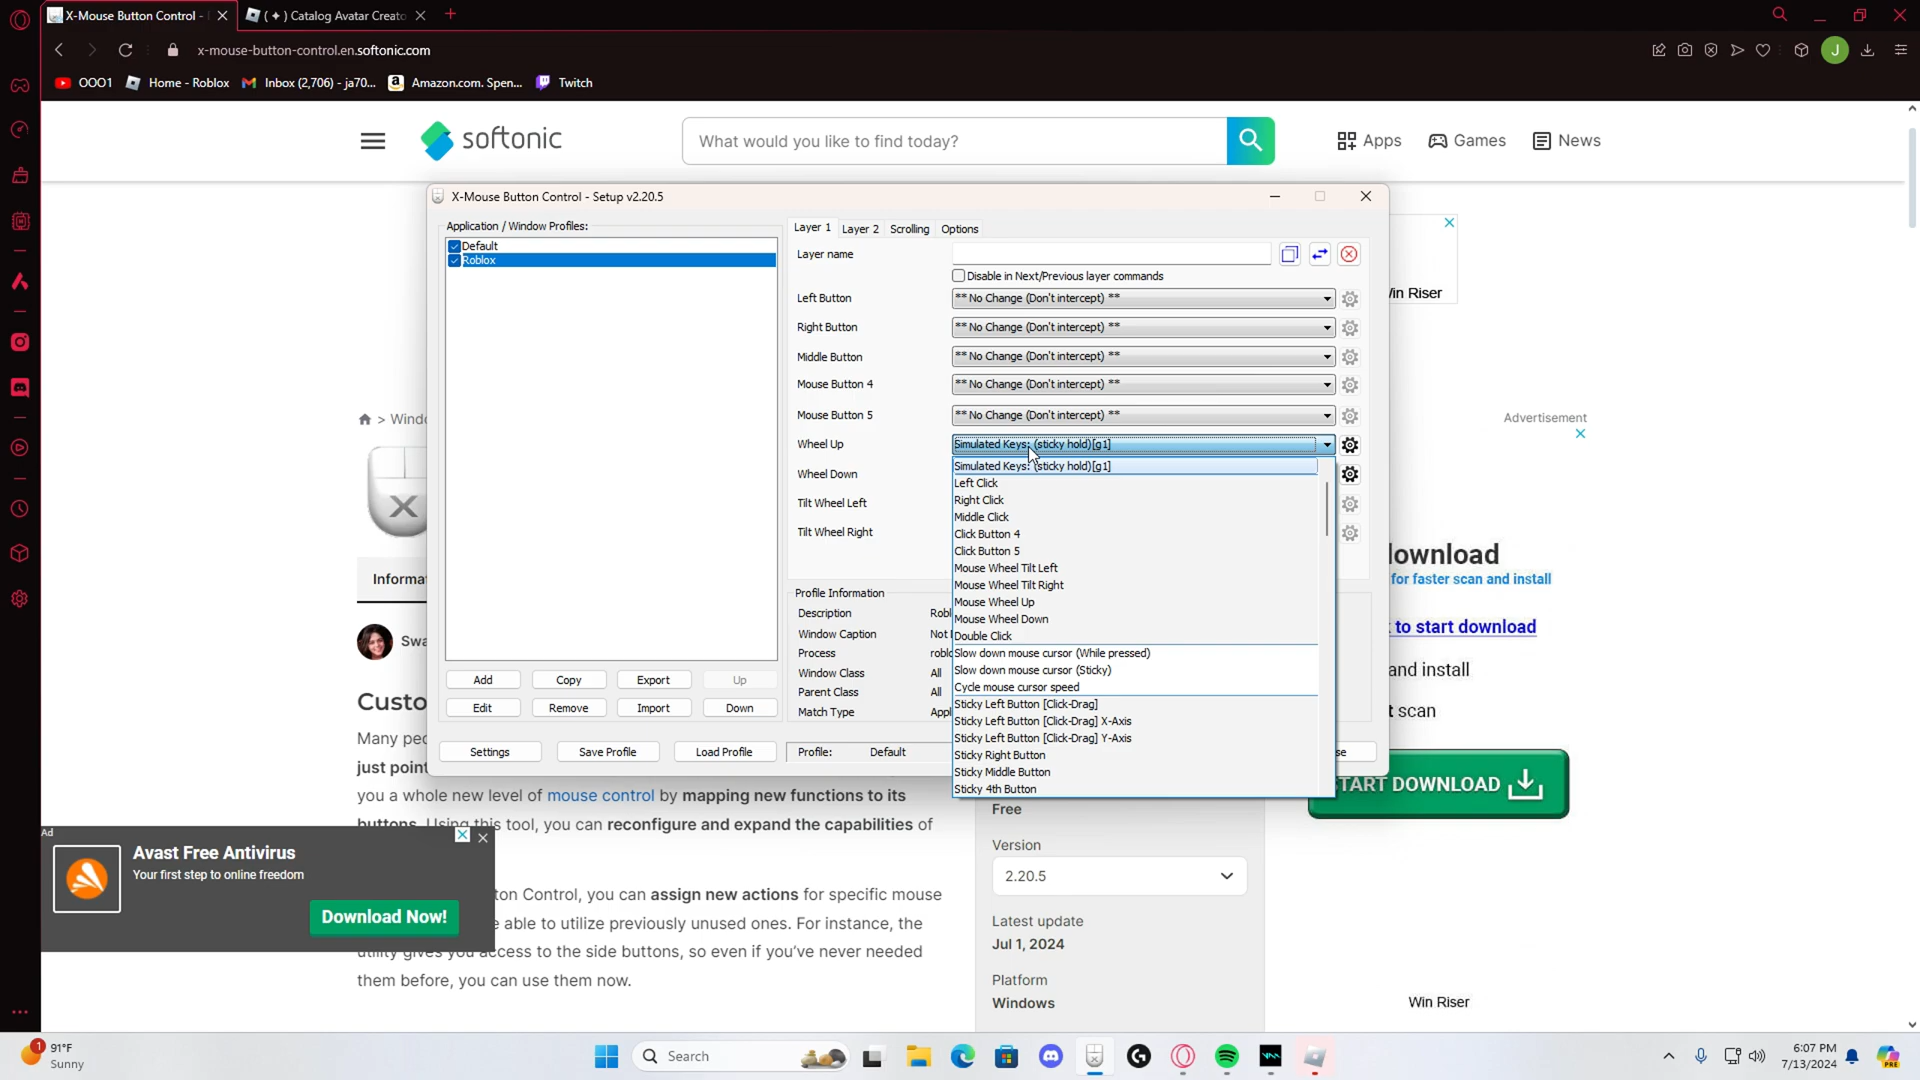 X-Mouse Button Control -
( ✦ ) Catalog Avatar Creato
x-mouse-button-control.en.softonic.com
J
OOO1
Home - Roblox
Inbox (2,706) - ja70...
Amazon.com. Spen...
Twitch
softonic
What would you like to find today?
Apps
Games
News
X-Mouse Button Control - Setup v2.20.5
Application / Window Profiles:
Default
Roblox
Layer 1
Layer 2
Scrolling
Options
Layer name
Disable in Next/Previous layer commands
Left Button
** No Change (Don't intercept) **
Right Button
** No Change (Don't intercept) **
Middle Button
** No Change (Don't intercept) **
Mouse Button 4
** No Change (Don't intercept) **
Mouse Button 5
** No Change (Don't intercept) **
Wheel Up
Simulated Keys: (sticky hold)[g1]
Wheel Down
Tilt Wheel Left
Tilt Wheel Right
Simulated Keys: (sticky hold)[g1]
Left Click
Right Click
Middle Click
Click Button 4
Click Button 5
Mouse Wheel Tilt Left
Mouse Wheel Tilt Right
Mouse Wheel Up
Mouse Wheel Down
Double Click
Slow down mouse cursor (While pressed)
Slow down mouse cursor (Sticky)
Cycle mouse cursor speed
Sticky Left Button [Click-Drag]
Sticky Left Button [Click-Drag] X-Axis
Sticky Left Button [Click-Drag] Y-Axis
Sticky Right Button
Sticky Middle Button
Sticky 4th Button
Profile Information
Description
Robl
Window Caption
Not
Process
roblo
Window Class
All
Parent Class
All
Match Type
Appl
Add
Copy
Export
Up
Edit
Remove
Import
Down
Settings
Save Profile
Load Profile
Profile:
Default
se
Win Riser
Advertisement
ownload
for faster scan and install
to start download
and install
t scan
START DOWNLOAD
Win Riser
> Windo
Informa
Swa
Custo
Many peo
just point
you a whole new level of mouse control by mapping new functions to its
buttons. Using this tool, you can reconfigure and expand the capabilities of
ton Control, you can assign new actions for specific mouse
e able to utilize previously unused ones. For instance, the
utility gives you access to the side buttons, so even if you've never needed
them before, you can use them now.
Ad
Avast Free Antivirus
Your first step to online freedom
Download Now!
Free
Version
2.20.5
Latest update
Jul 1, 2024
Platform
Windows
1
91°F
Sunny
Search
6:07 PM
7/13/2024
PRE